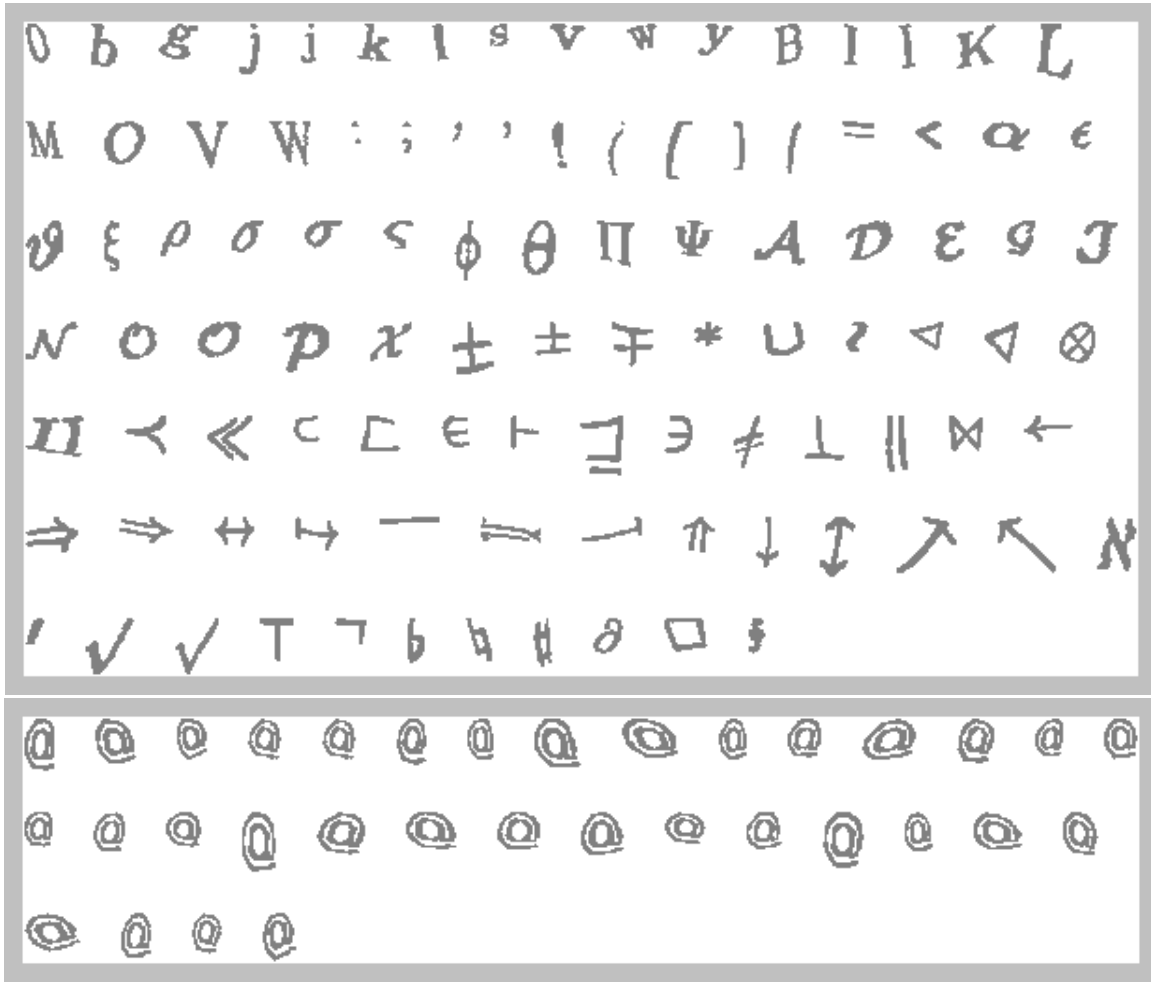 0 b g j j k l s v w y B I I K L
M O V W : ; , ' ! ( [ ] ( = < α ϵ
ϑ ξ ρ σ σ ς ϕ θ Π Ψ 𝒜 𝒟 ℰ 𝒢 ℐ
𝒩 𝒪 𝒪 𝒫 𝒳 ± ± ∓ * ∪ ≀ ◁ ◁ ⊗
∐ ≺ ≪ ⊂ ⊏ ∈ ⊢ ⊒ ∋ ≠ ⊥ ∥ ⋈ ←
⇒ ⇒ ↔ ↦ — ⇑ ↓ ↕ ↗ ↖ ℵ
′ √ √ ⊤ ¬ ♭ ♮ ♯ ∂ □ §
@ @ @ @ @ @ @ @ @ @ @ @ @ @ @
@ @ @ @ @ @ @ @ @ @ @ @ @ @
@ @ @ @